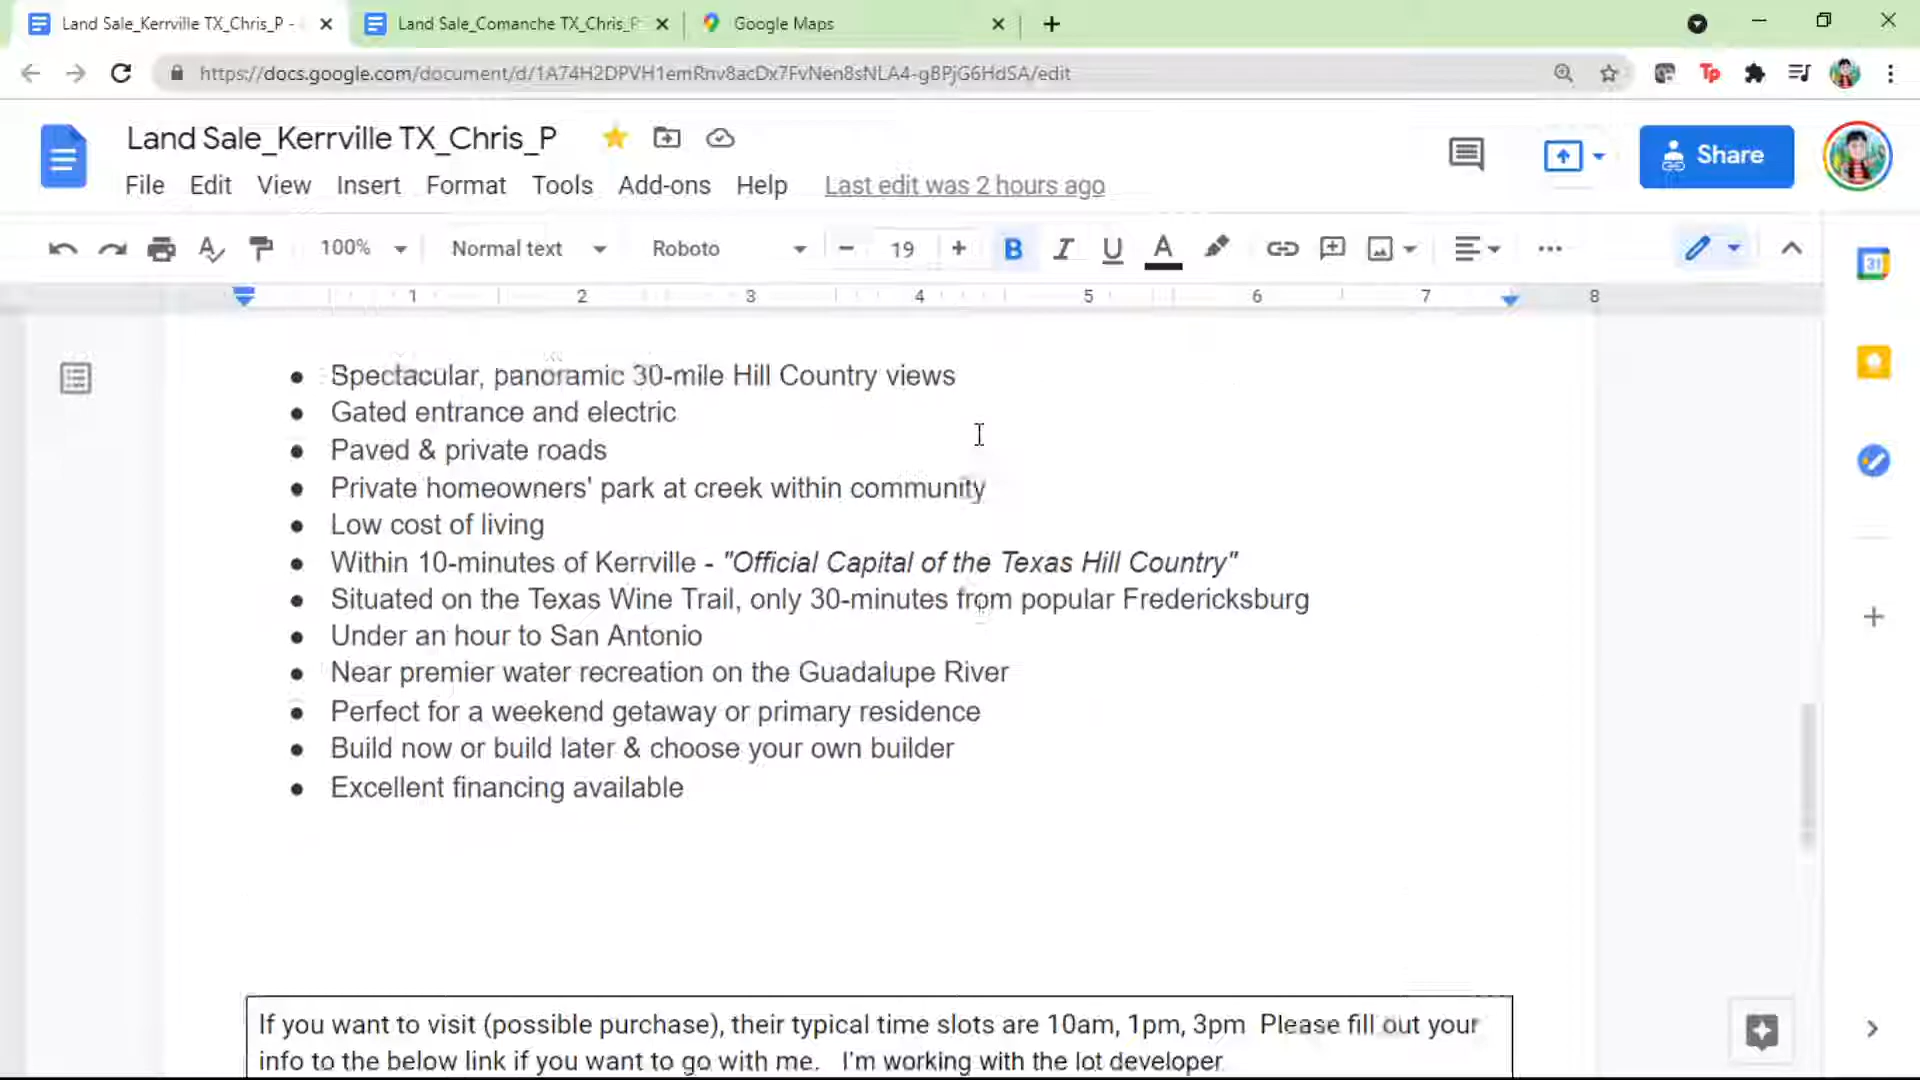 Land Sale_Kerrville TX_Chris_P -
Land Sale_Comanche TX_Chris_P
Google Maps
https://docs.google.com/document/d/1A74H2DPVH1emRnv8acDx7FvNen8sNLA4-gBPjG6HdSA/edit
Tp
Land Sale_Kerrville TX_Chris_P
Share
File Edit View Insert Format Tools Add-ons Help Last edit was 2 hours ago
100% Normal text Roboto 19 B I U A
31
1 2 3 4 5 6 7 8
Spectacular, panoramic 30-mile Hill Country views
Gated entrance and electric
Paved & private roads
Private homeowners' park at creek within community
Low cost of living
Within 10-minutes of Kerrville - "Official Capital of the Texas Hill Country"
Situated on the Texas Wine Trail, only 30-minutes from popular Fredericksburg
Under an hour to San Antonio
Near premier water recreation on the Guadalupe River
Perfect for a weekend getaway or primary residence
Build now or build later & choose your own builder
Excellent financing available
If you want to visit (possible purchase), their typical time slots are 10am, 1pm, 3pm Please fill out your
info to the below link if you want to go with me. I'm working with the lot developer.